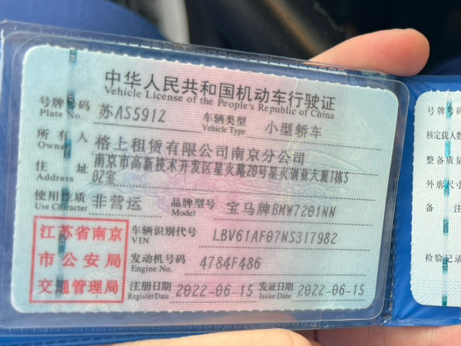 中华人民共和国机动车行驶证
Vehicle License of the People's Republic of China
号牌号码 苏AS591Z 车辆类型 小型轿车
Plate No. Vehicle Type
所有人 格上租赁有限公司南京分公司
Owner
住址 南京市高新技术开发区星火路20号星火创业大厦1栋5
02室
使用性质 非营运 品牌型号 宝马牌BMW7201NN
Use Character Model
江苏省南京
市公安局
交通管理局
车辆识别代号 LBV61AF07NS317982
VIN
发动机号码 4784F486
Engine No.
注册日期 2022-06-15 发证日期 2022-06-15
Register Date Issue Date
号牌号码
核定载人数
整备质量
外廓尺寸
备注
检验记录